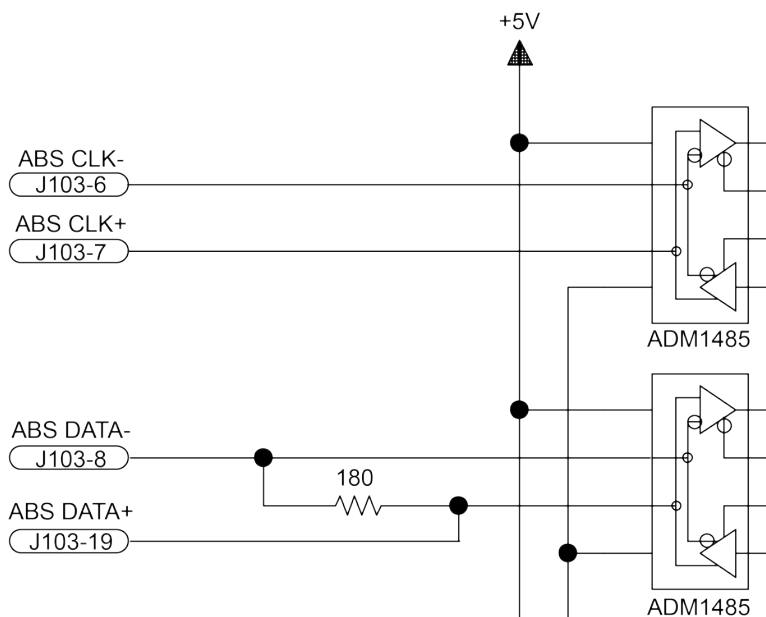 +5V
ABS CLK-
J103-6
ABS CLK+
J103-7
ADM1485
ABS DATA-
J103-8
180
ABS DATA+
J103-19
ADM1485